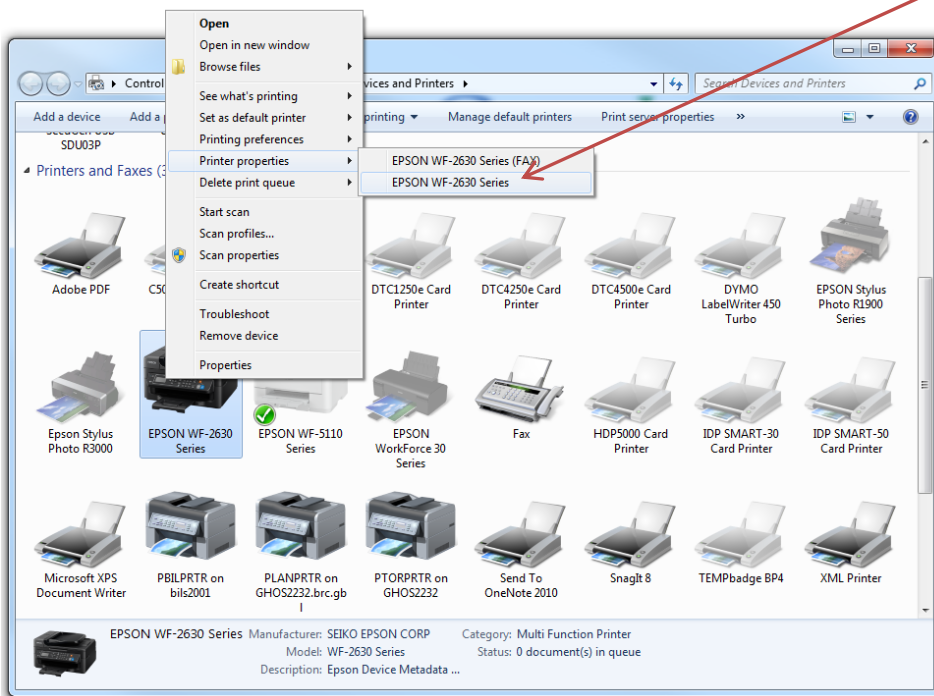 Open
Open in new window
Browse files
See what's printing
Set as default printer
Printing preferences
Printer properties
Delete print queue
Start scan
Scan profiles...
Scan properties
Create shortcut
Troubleshoot
Remove device
Properties
EPSON WF-2630 Series (FAX)
EPSON WF-2630 Series
Control
vices and Printers
Search Devices and Printers
Add a device
Add a p
printing
Manage default printers
Print server properties
»
SDU03P
Printers and Faxes (3
Adobe PDF
C50
DTC1250e Card
Printer
DTC4250e Card
Printer
DTC4500e Card
Printer
DYMO
LabelWriter 450
Turbo
EPSON Stylus
Photo R1900
Series
Epson Stylus
Photo R3000
EPSON WF-2630
Series
EPSON WF-5110
Series
EPSON
WorkForce 30
Series
Fax
HDP5000 Card
Printer
IDP SMART-30
Card Printer
IDP SMART-50
Card Printer
Microsoft XPS
Document Writer
PBILPRTR on
bils2001
PLANPRTR on
GHOS2232.brc.gb
l
PTORPRTR on
GHOS2232
Send To
OneNote 2010
SnagIt 8
TEMPbadge BP4
XML Printer
EPSON WF-2630 Series Manufacturer: SEIKO EPSON CORP Category: Multi Function Printer
Model: WF-2630 Series Status: 0 document(s) in queue
Description: Epson Device Metadata ...